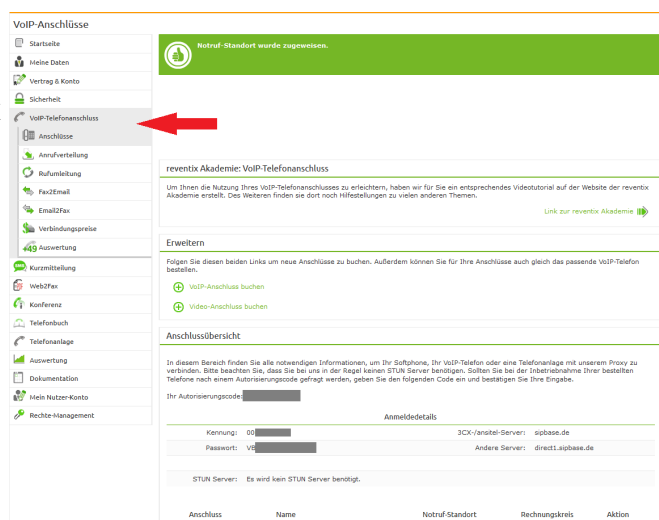 VoIP-Anschlüsse
Startseite
Meine Daten
Vertrag & Konto
Sicherheit
VoIP-Telefonanschluss
Anschlüsse
Anrufverteilung
Rufumleitung
Fax2Email
Email2Fax
Verbindungspreise
+49 Auswertung
SMS Kurzmitteilung
Web2Fax
Konferenz
Telefonbuch
Telefonanlage
Auswertung
Dokumentation
Mein Nutzer-Konto
Rechte-Management
Notruf-Standort wurde zugeweisen.
reventix Akademie: VoIP-Telefonanschluss
Um Ihnen die Nutzung Ihres VoIP-Telefonanschlusses zu erleichtern, haben wir für Sie ein entsprechendes Videotutorial auf der Website der reventix
Akademie erstellt. Des Weiteren finden sie dort noch Hilfestellungen zu vielen anderen Themen.
Link zur reventix Akademie
Erweitern
Folgen Sie diesen beiden Links um neue Anschlüsse zu buchen. Außerdem können Sie für Ihre Anschlüsse auch gleich das passende VoIP-Telefon
bestellen.
VoIP-Anschluss buchen
Video-Anschluss buchen
Anschlussübersicht
In diesem Bereich finden Sie alle notwendigen Informationen, um Ihr Softphone, Ihr VoIP-Telefon oder eine Telefonanlage mit unserem Proxy zu
verbinden. Bitte beachten Sie, dass Sie bei uns in der Regel keinen STUN Server benötigen. Sollten Sie bei der Inbetriebnahme Ihrer bestellten
Telefone nach einem Autorisierungscode gefragt werden, geben Sie den folgenden Code ein und bestätigen Sie Ihre Eingabe.
Ihr Autorisierungscode:
Anmeldedetails
Kennung: 00 3CX-/ansitel-Server: sipbase.de
Passwort: VB Andere Server: direct1.sipbase.de
STUN Server: Es wird kein STUN Server benötigt.
Anschluss Name Notruf-Standort Rechnungskreis Aktion